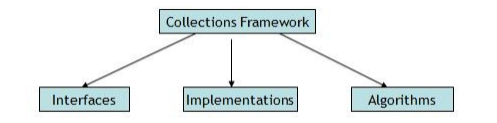 Collections Framework
Interfaces
Implementations
Algorithms